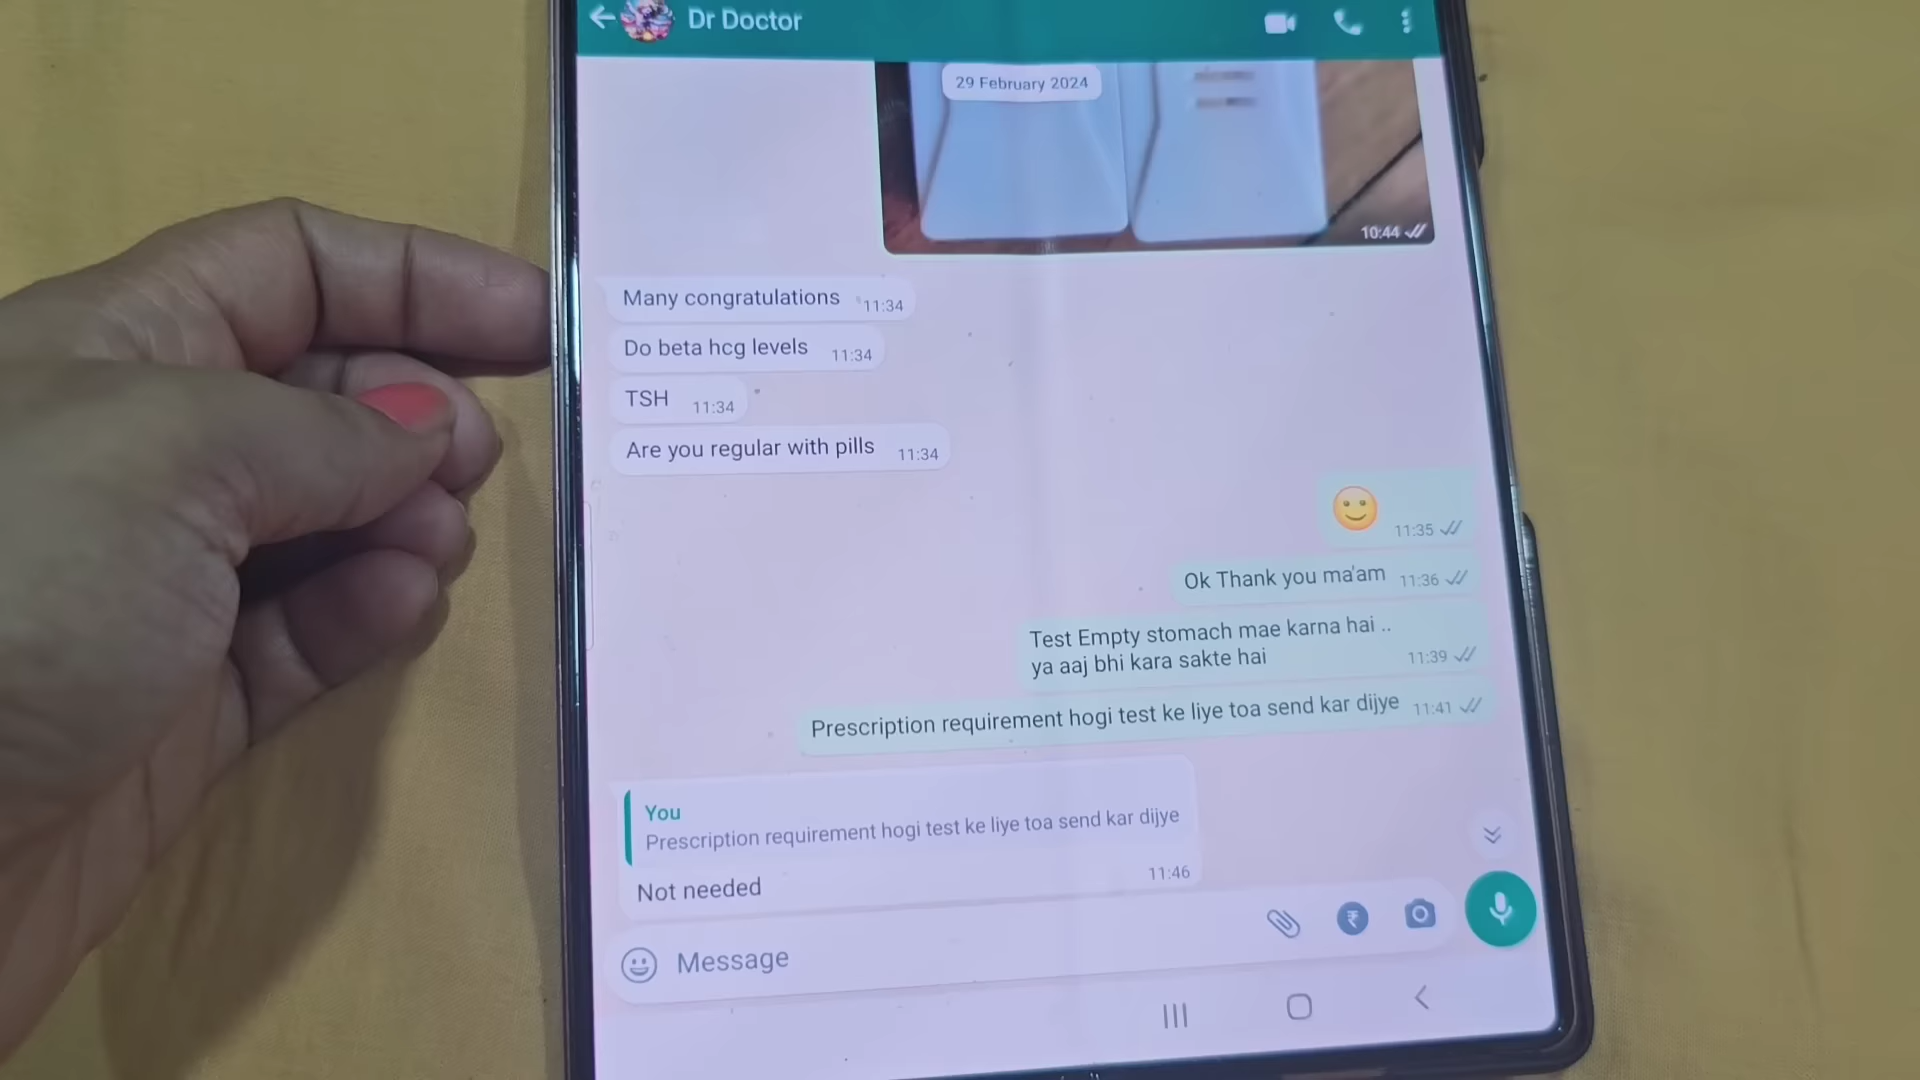 Dr Doctor
29 February 2024
10:44
Many congratulations 11:34
Do beta hcg levels 11:34
TSH 11:34
Are you regular with pills 11:34
11:35
Ok Thank you ma'am 11:36
Test Empty stomach mae karna hai ..
ya aaj bhi kara sakte hai 11:39
Prescription requirement hogi test ke liye toa send kar dijye 11:41
You
Prescription requirement hogi test ke liye toa send kar dijye
Not needed 11:46
Message